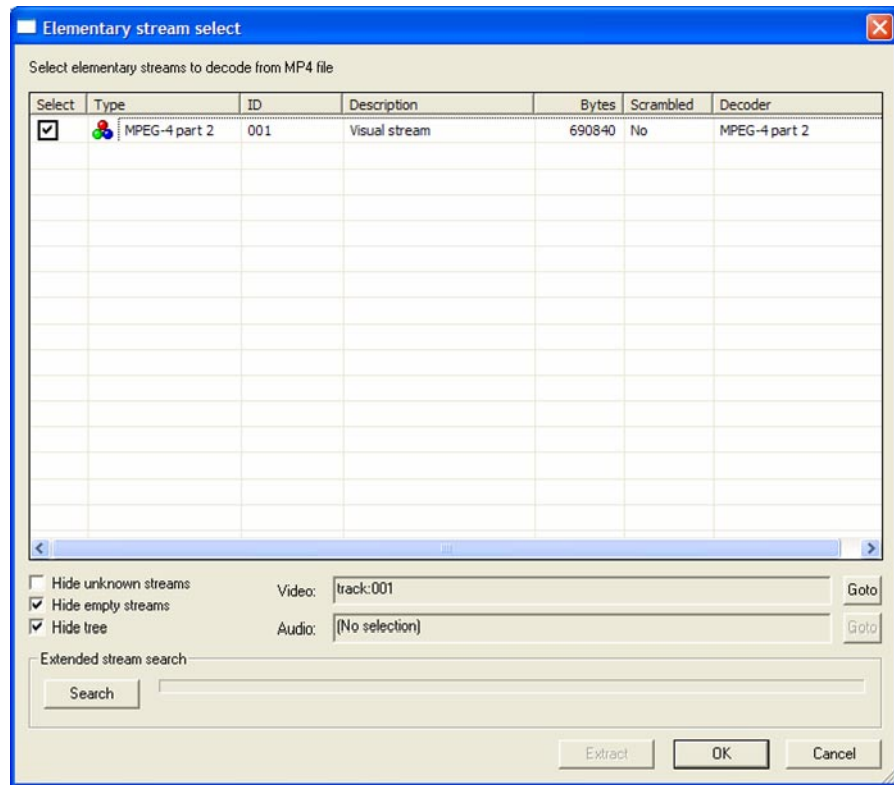 Elementary stream select
Select elementary streams to decode from MP4 file
Select Type ID Description Bytes Scrambled Decoder
MPEG-4 part 2 001 Visual stream 690840 No MPEG-4 part 2
Hide unknown streams
Hide empty streams
Hide tree
Video: track:001 Goto
Audio: (No selection) Goto
Extended stream search
Search
Extract OK Cancel